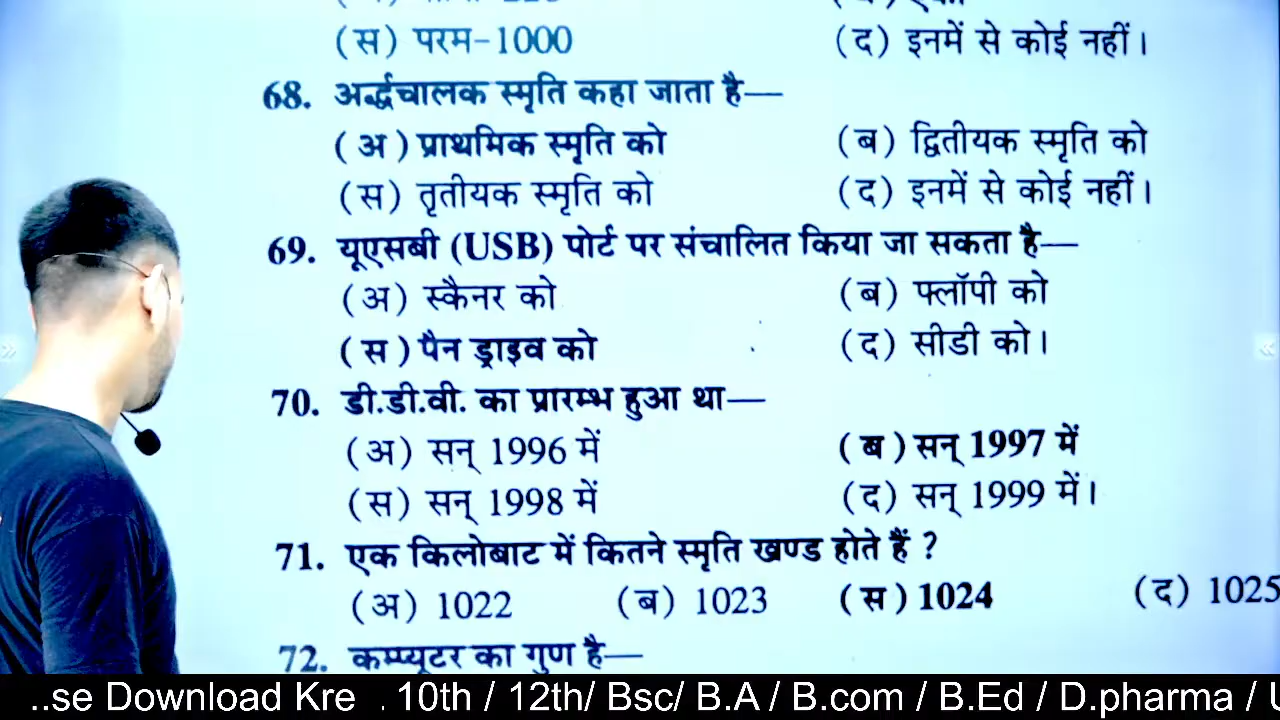 (स) परम-1000 (द) इनमें से कोई नहीं।
68. अर्द्धचालक स्मृति कहा जाता है—
(अ) प्राथमिक स्मृति को (ब) द्वितीयक स्मृति को
(स) तृतीयक स्मृति को (द) इनमें से कोई नहीं।
69. यूएसबी (USB) पोर्ट पर संचालित किया जा सकता है—
(अ) स्कैनर को (ब) फ्लॉपी को
(स) पैन ड्राइव को (द) सीडी को।
70. डी.डी.वी. का प्रारम्भ हुआ था—
(अ) सन् 1996 में (ब) सन् 1997 में
(स) सन् 1998 में (द) सन् 1999 में।
71. एक किलोबाट में कितने स्मृति खण्ड होते हैं ?
(अ) 1022 (ब) 1023 (स) 1024 (द) 1025
72. कम्प्यूटर का गुण है—
..se Download Kre . 10th / 12th/ Bsc/ B.A / B.com / B.Ed / D.pharma /